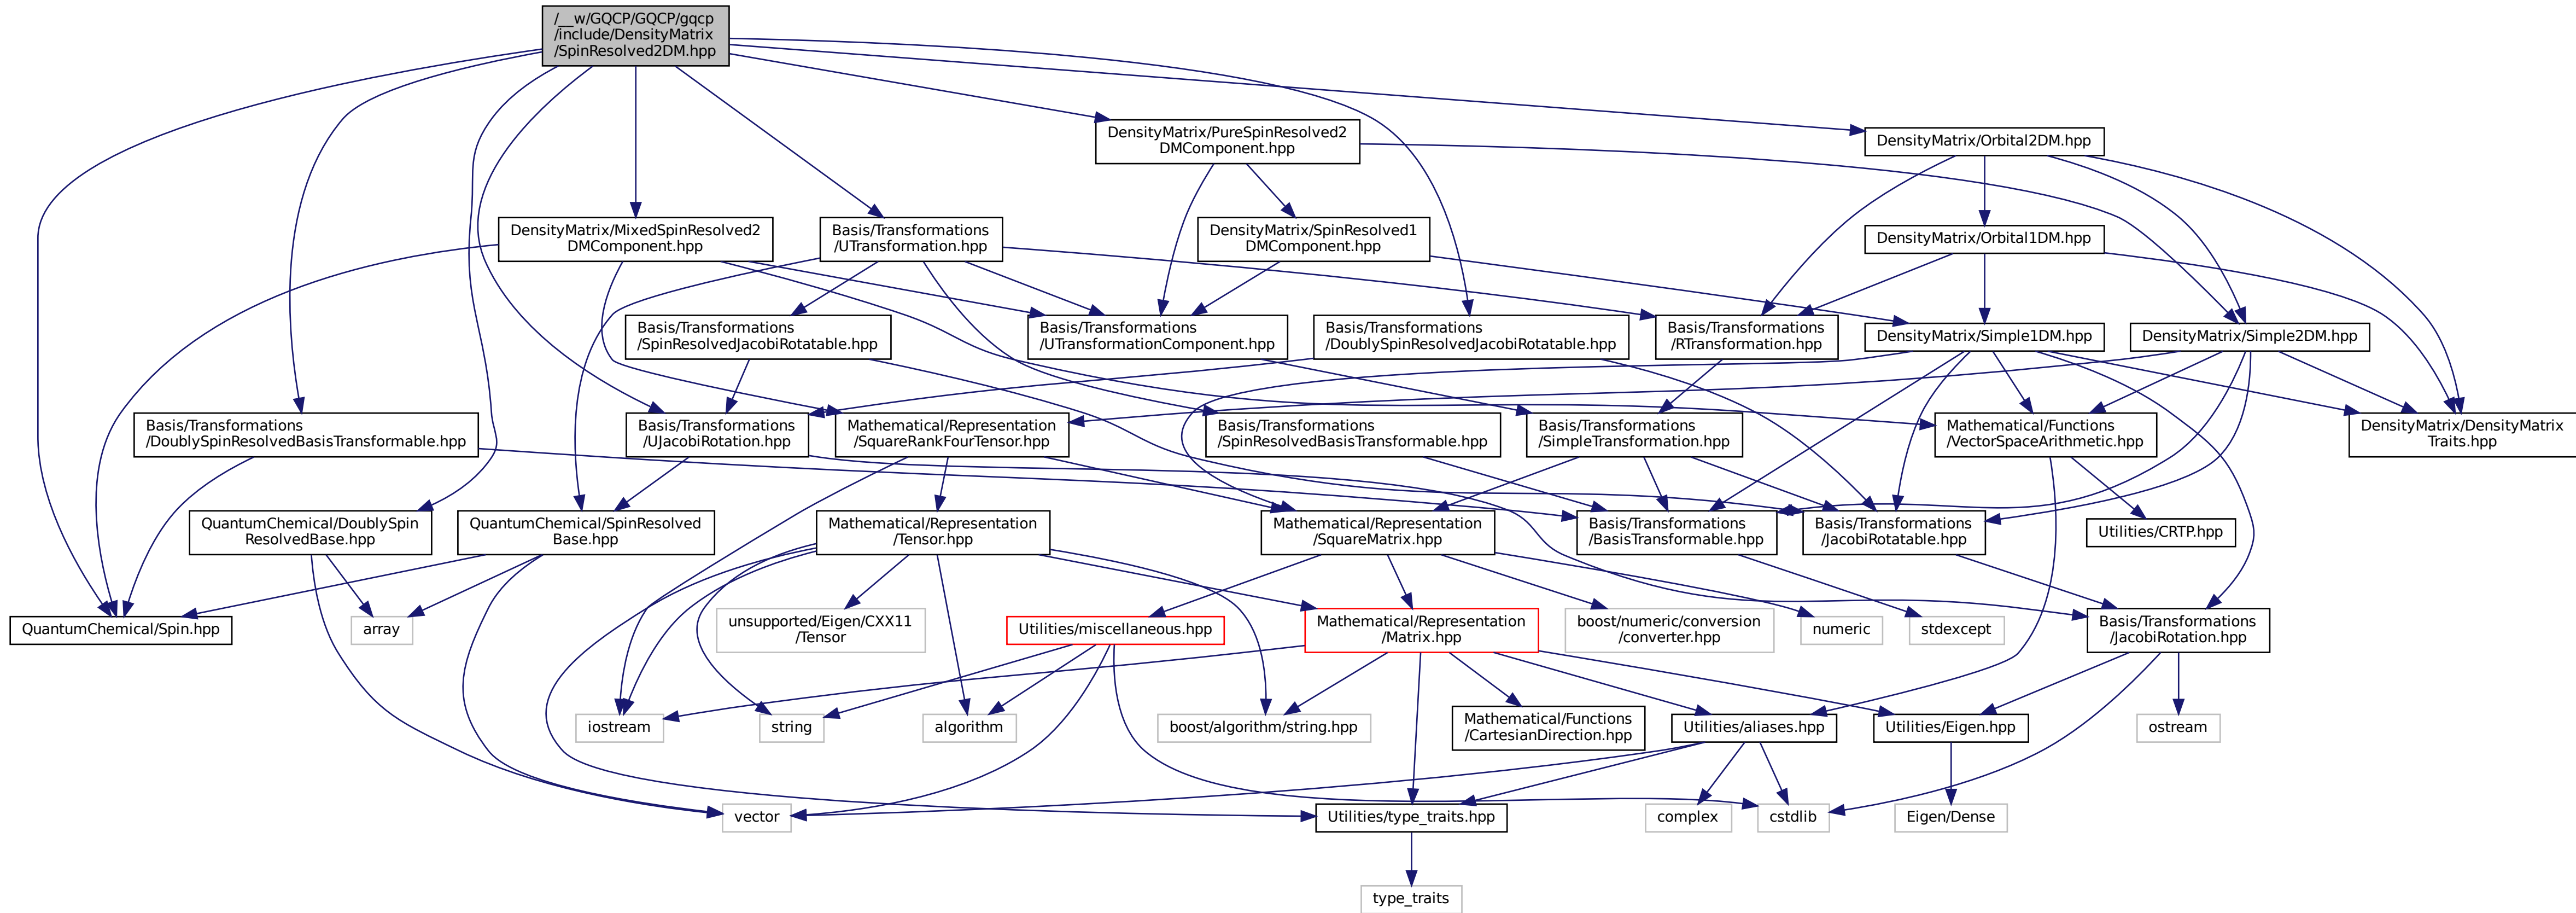 /__w/GQCP/GQCP/gqcp
/include/DensityMatrix
/SpinResolved2DM.hpp
DensityMatrix/PureSpinResolved2
DMComponent.hpp
DensityMatrix/Orbital2DM.hpp
DensityMatrix/MixedSpinResolved2
DMComponent.hpp
Basis/Transformations
/UTransformation.hpp
DensityMatrix/SpinResolved1
DMComponent.hpp
DensityMatrix/Orbital1DM.hpp
Basis/Transformations
/SpinResolvedJacobiRotatable.hpp
Basis/Transformations
/UTransformationComponent.hpp
Basis/Transformations
/DoublySpinResolvedJacobiRotatable.hpp
Basis/Transformations
/RTransformation.hpp
DensityMatrix/Simple1DM.hpp
DensityMatrix/Simple2DM.hpp
Basis/Transformations
/DoublySpinResolvedBasisTransformable.hpp
Basis/Transformations
/UJacobiRotation.hpp
Mathematical/Representation
/SquareRankFourTensor.hpp
Basis/Transformations
/SpinResolvedBasisTransformable.hpp
Basis/Transformations
/SimpleTransformation.hpp
Mathematical/Functions
/VectorSpaceArithmetic.hpp
DensityMatrix/DensityMatrix
Traits.hpp
QuantumChemical/DoublySpin
ResolvedBase.hpp
QuantumChemical/SpinResolved
Base.hpp
Mathematical/Representation
/Tensor.hpp
Mathematical/Representation
/SquareMatrix.hpp
Basis/Transformations
/BasisTransformable.hpp
Basis/Transformations
/JacobiRotatable.hpp
Utilities/CRTP.hpp
QuantumChemical/Spin.hpp
array
unsupported/Eigen/CXX11
/Tensor
Utilities/miscellaneous.hpp
Mathematical/Representation
/Matrix.hpp
boost/numeric/conversion
/converter.hpp
numeric
stdexcept
Basis/Transformations
/JacobiRotation.hpp
iostream
string
algorithm
boost/algorithm/string.hpp
Mathematical/Functions
/CartesianDirection.hpp
Utilities/aliases.hpp
Utilities/Eigen.hpp
ostream
vector
Utilities/type_traits.hpp
complex
cstdlib
Eigen/Dense
type_traits